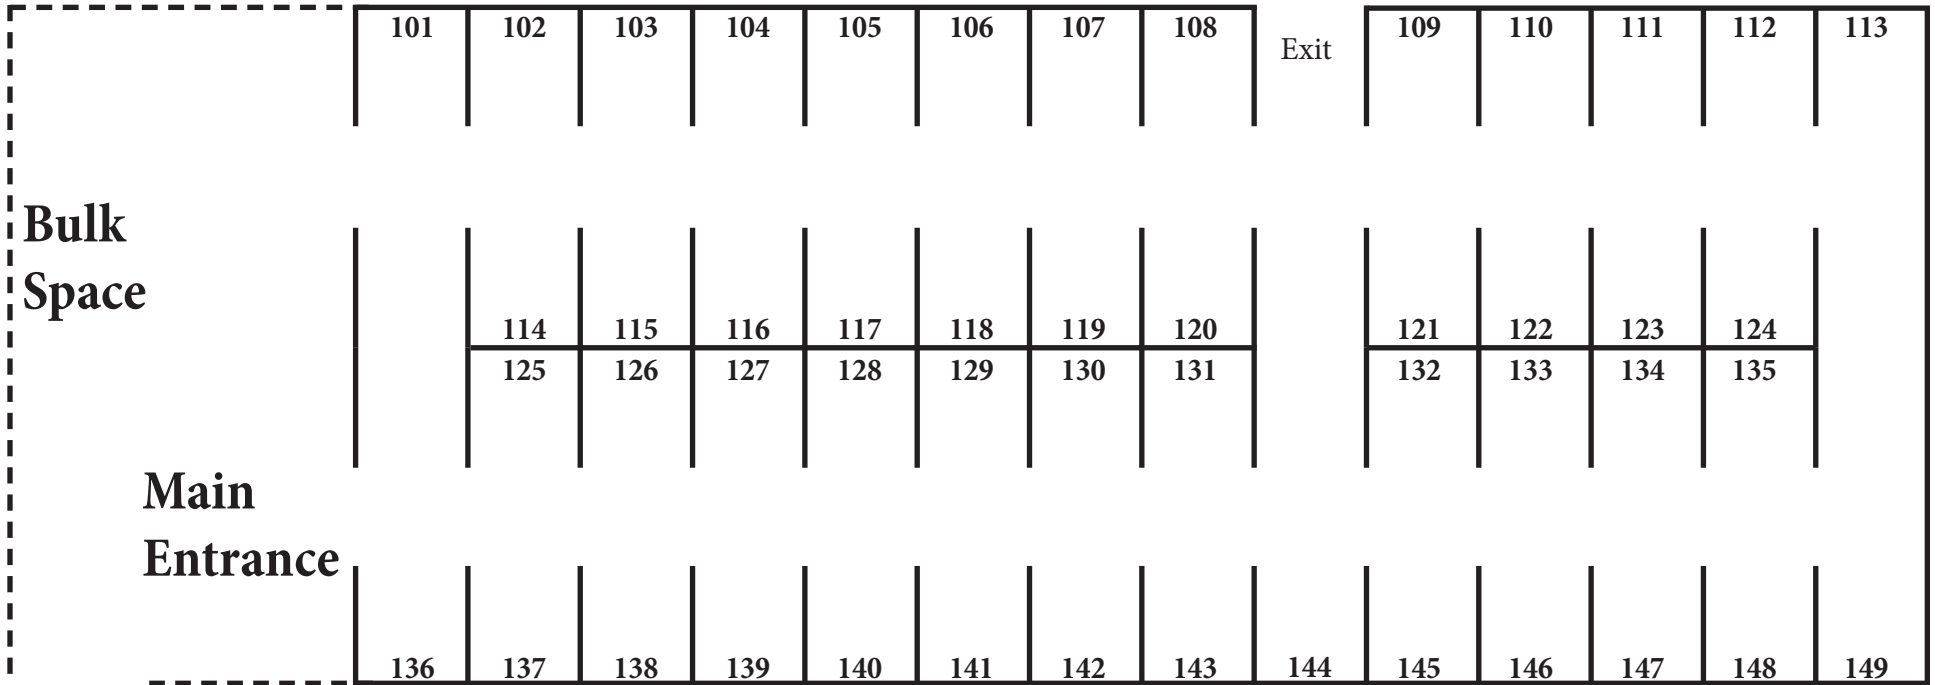 101 102 103 104 105 106 107 108 Exit 109 110 111 112 113
Bulk
Space
114 115 116 117 118 119 120 121 122 123 124
125 126 127 128 129 130 131 132 133 134 135
Main
Entrance
136 137 138 139 140 141 142 143 144 145 146 147 148 149